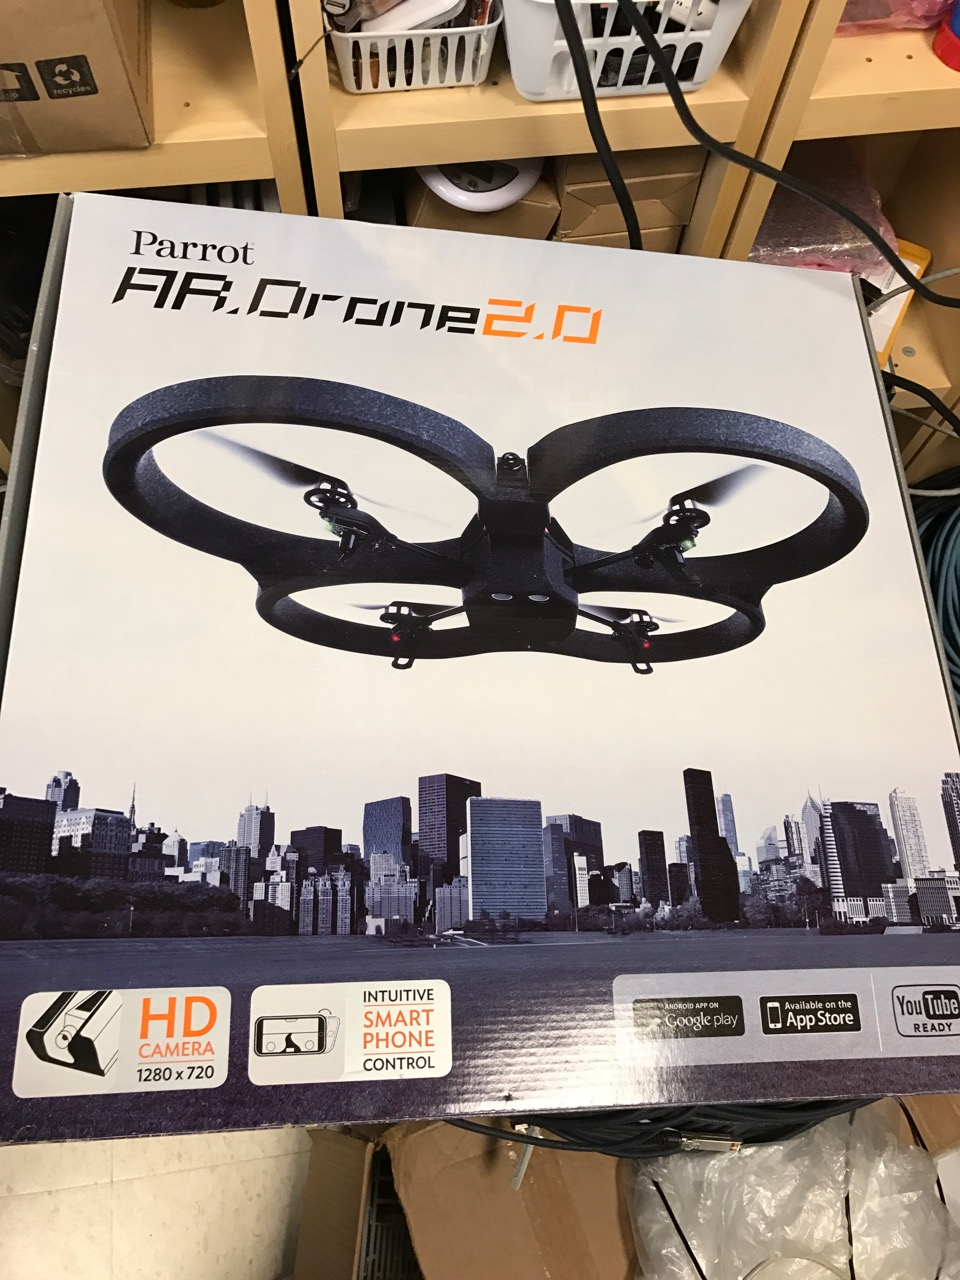 recycles
Parrot
AR.Drone2.0
HD
CAMERA
1280 x 720
INTUITIVE
SMART
PHONE
CONTROL
ANDROID APP ON
Google play
Available on the
App Store
YouTube
READY